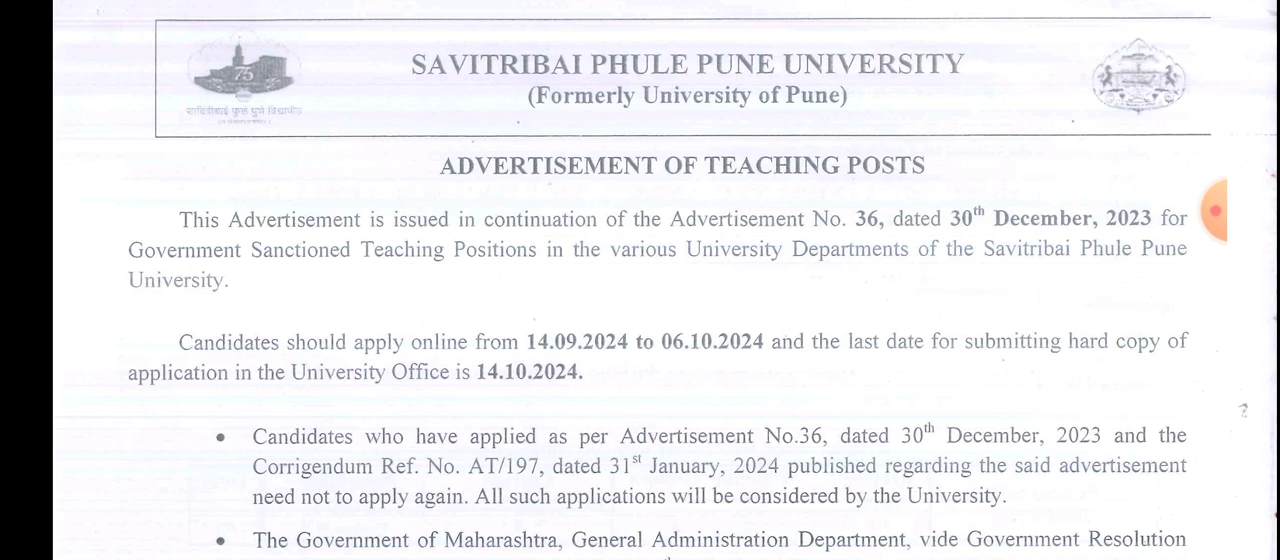 SAVITRIBAI PHULE PUNE UNIVERSITY
(Formerly University of Pune)
75
सावित्रीबाई फुले पुणे विद्यापीठ
ADVERTISEMENT OF TEACHING POSTS
This Advertisement is issued in continuation of the Advertisement No. 36, dated 30th December, 2023 for
Government Sanctioned Teaching Positions in the various University Departments of the Savitribai Phule Pune
University.
Candidates should apply online from 14.09.2024 to 06.10.2024 and the last date for submitting hard copy of
application in the University Office is 14.10.2024.
• Candidates who have applied as per Advertisement No.36, dated 30th December, 2023 and the
Corrigendum Ref. No. AT/197, dated 31st January, 2024 published regarding the said advertisement
need not to apply again. All such applications will be considered by the University.
• The Government of Maharashtra, General Administration Department, vide Government Resolution